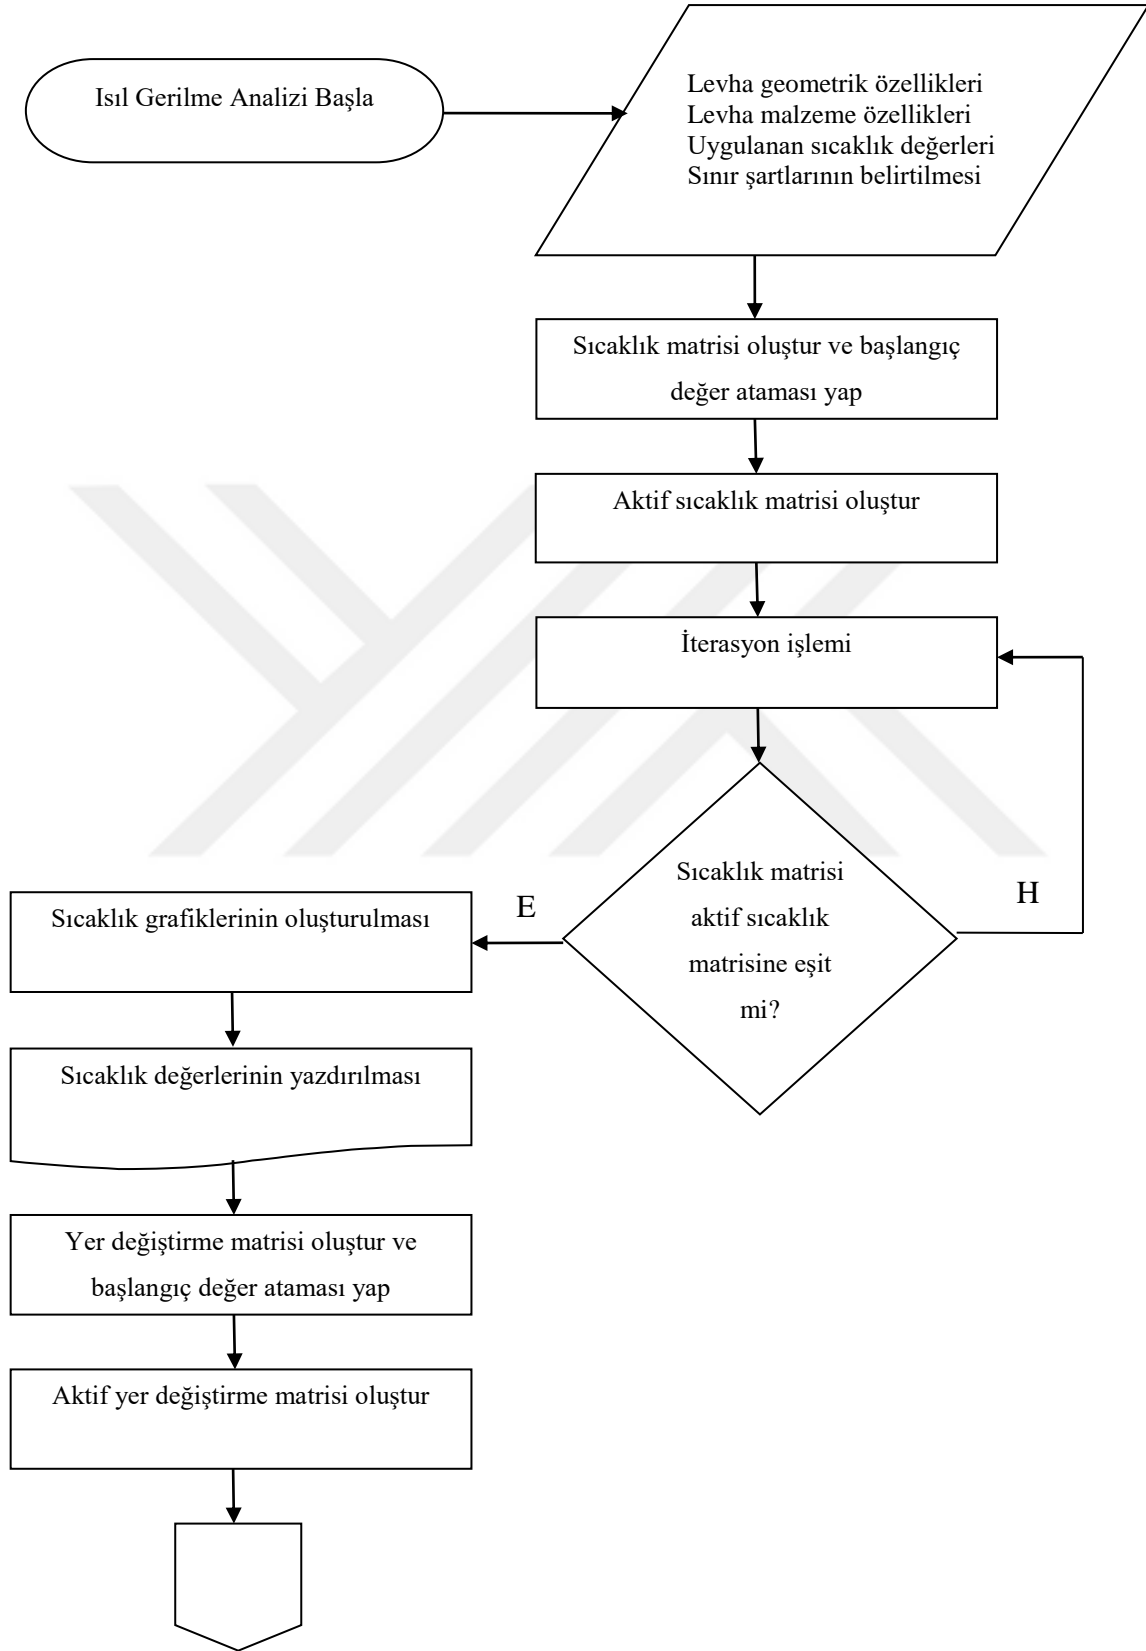 Isıl Gerilme Analizi Başla
Levha geometrik özellikleri
Levha malzeme özellikleri
Uygulanan sıcaklık değerleri
Sınır şartlarının belirtilmesi
Sıcaklık matrisi oluştur ve başlangıç
değer ataması yap
Aktif sıcaklık matrisi oluştur
İterasyon işlemi
Sıcaklık matrisi
aktif sıcaklık
matrisine eşit
mi?
H
E
Sıcaklık grafiklerinin oluşturulması
Sıcaklık değerlerinin yazdırılması
Yer değiştirme matrisi oluştur ve
başlangıç değer ataması yap
Aktif yer değiştirme matrisi oluştur